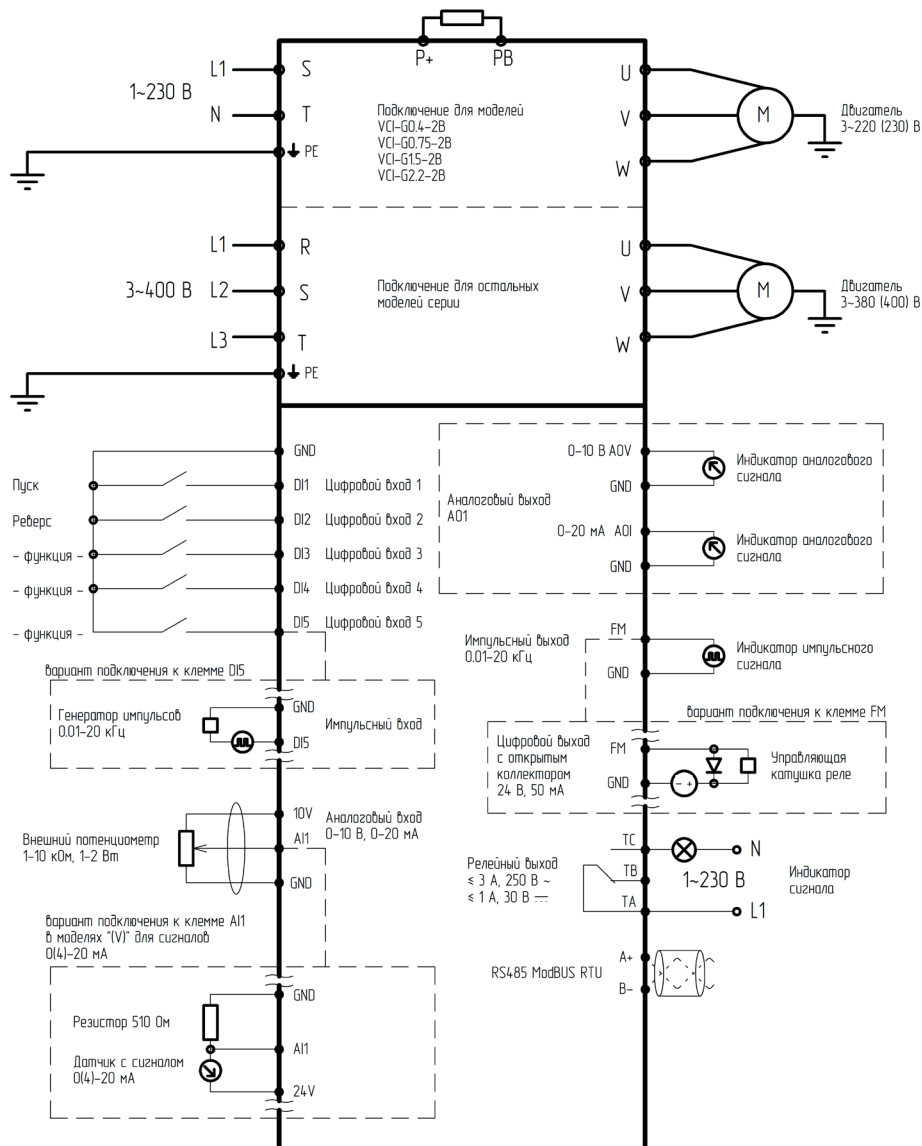 P+
PB
L1
S
U
1~230 В
N
T
V
M
Двигатель
3~220 (230) В
Подключение для моделей
VCI-G0.4-2B
VCI-G0.75-2B
VCI-G1.5-2B
VCI-G2.2-2B
PE
W
L1
R
U
3~400 В
L2
S
V
M
Двигатель
3~380 (400) В
Подключение для остальных
моделей серии
L3
T
W
PE
GND
Пуск
DI1
Цифровой вход 1
Реверс
DI2
Цифровой вход 2
- функция -
DI3
Цифровой вход 3
- функция -
DI4
Цифровой вход 4
- функция -
DI5
Цифровой вход 5
0-10 В AOV
GND
Индикатор аналогового
сигнала
Аналоговый выход
AO1
0-20 мА AOI
GND
Индикатор аналогового
сигнала
Импульсный выход
0.01-20 кГц
FM
GND
Индикатор импульсного
сигнала
вариант подключения к клемме DI5
Генератор импульсов
0.01-20 кГц
GND
Импульсный вход
DI5
вариант подключения к клемме FM
Цифровой выход
с открытым
коллектором
24 В, 50 мА
FM
GND
- +
Управляющая
катушка реле
Внешний потенциометр
1-10 кОм, 1-2 Вт
10V
AI1
GND
Аналоговый вход
0-10 В, 0-20 мА
Релейный выход
≤ 3 А, 250 В ~
≤ 1 А, 30 В ⎓
TC
TB
TA
N
1~230 В
L1
Индикатор
сигнала
вариант подключения к клемме AI1
в моделях "(V)" для сигналов
0(4)-20 мА
RS485 ModBUS RTU
A+
B-
GND
Резистор 510 Ом
AI1
Датчик с сигналом
0(4)-20 мА
24V